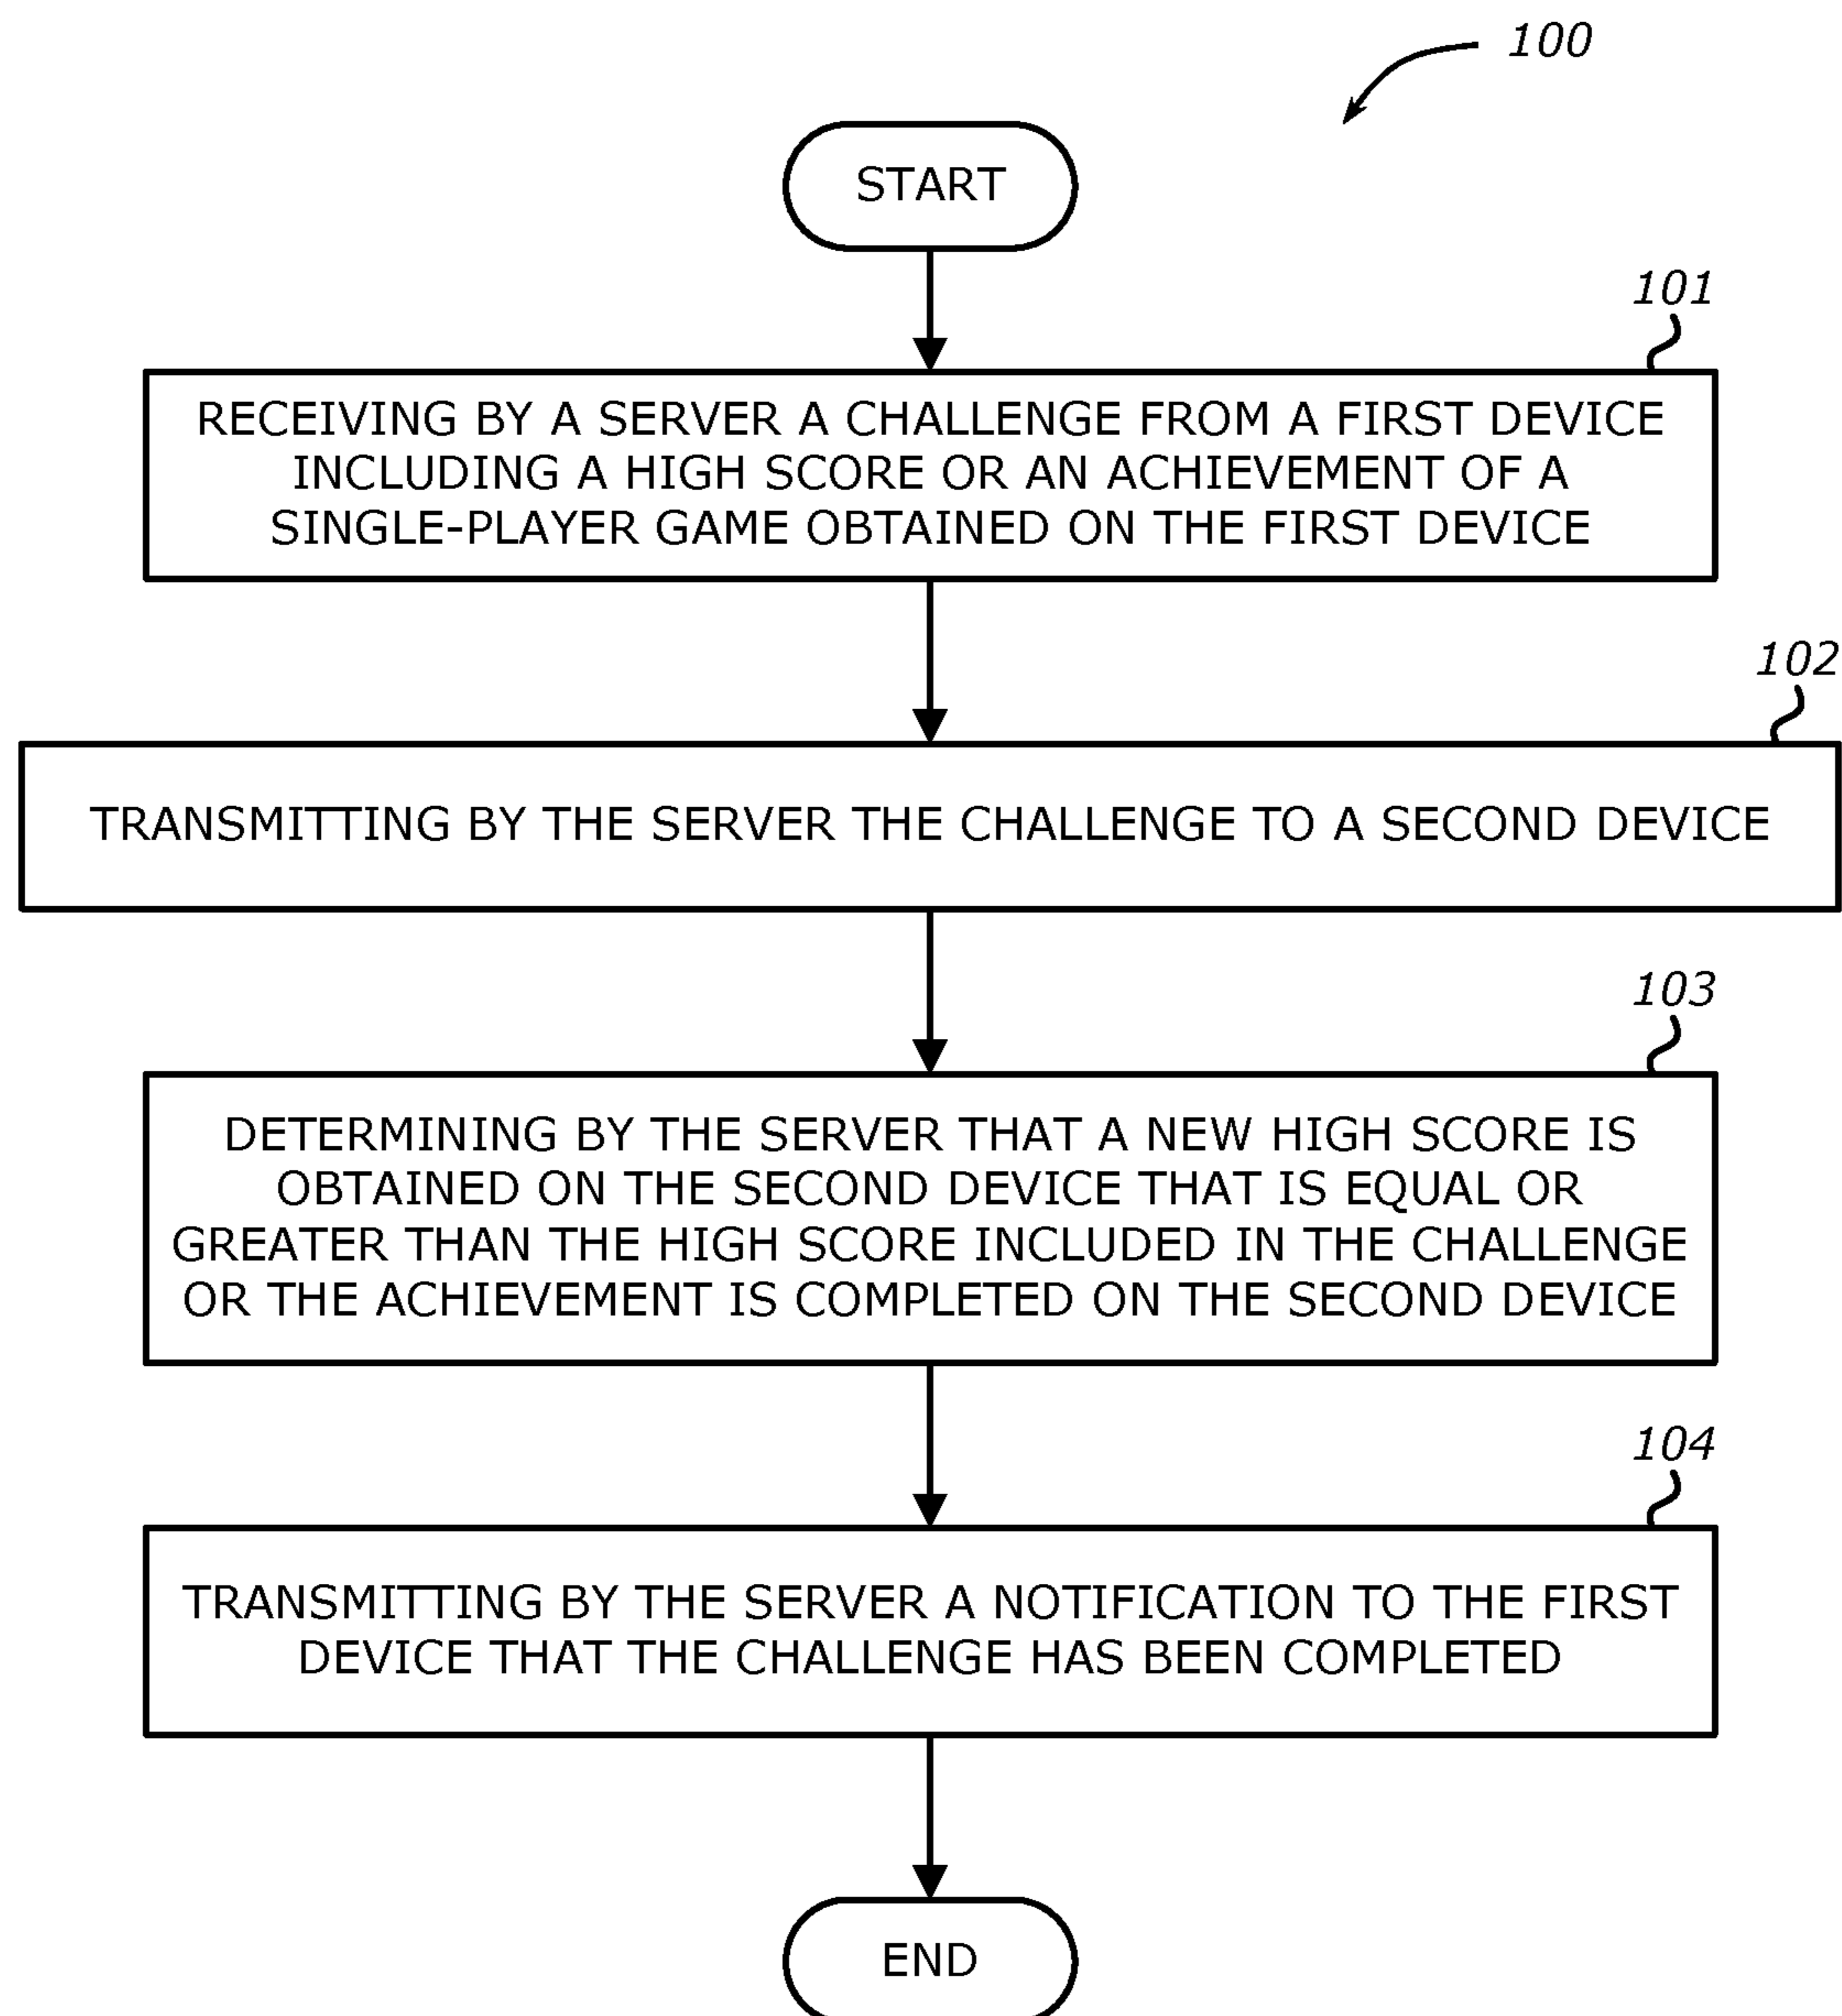 100
START
101
RECEIVING BY A SERVER A CHALLENGE FROM A FIRST DEVICE
INCLUDING A HIGH SCORE OR AN ACHIEVEMENT OF A
SINGLE-PLAYER GAME OBTAINED ON THE FIRST DEVICE
102
TRANSMITTING BY THE SERVER THE CHALLENGE TO A SECOND DEVICE
103
DETERMINING BY THE SERVER THAT A NEW HIGH SCORE IS
OBTAINED ON THE SECOND DEVICE THAT IS EQUAL OR
GREATER THAN THE HIGH SCORE INCLUDED IN THE CHALLENGE
OR THE ACHIEVEMENT IS COMPLETED ON THE SECOND DEVICE
104
TRANSMITTING BY THE SERVER A NOTIFICATION TO THE FIRST
DEVICE THAT THE CHALLENGE HAS BEEN COMPLETED
END